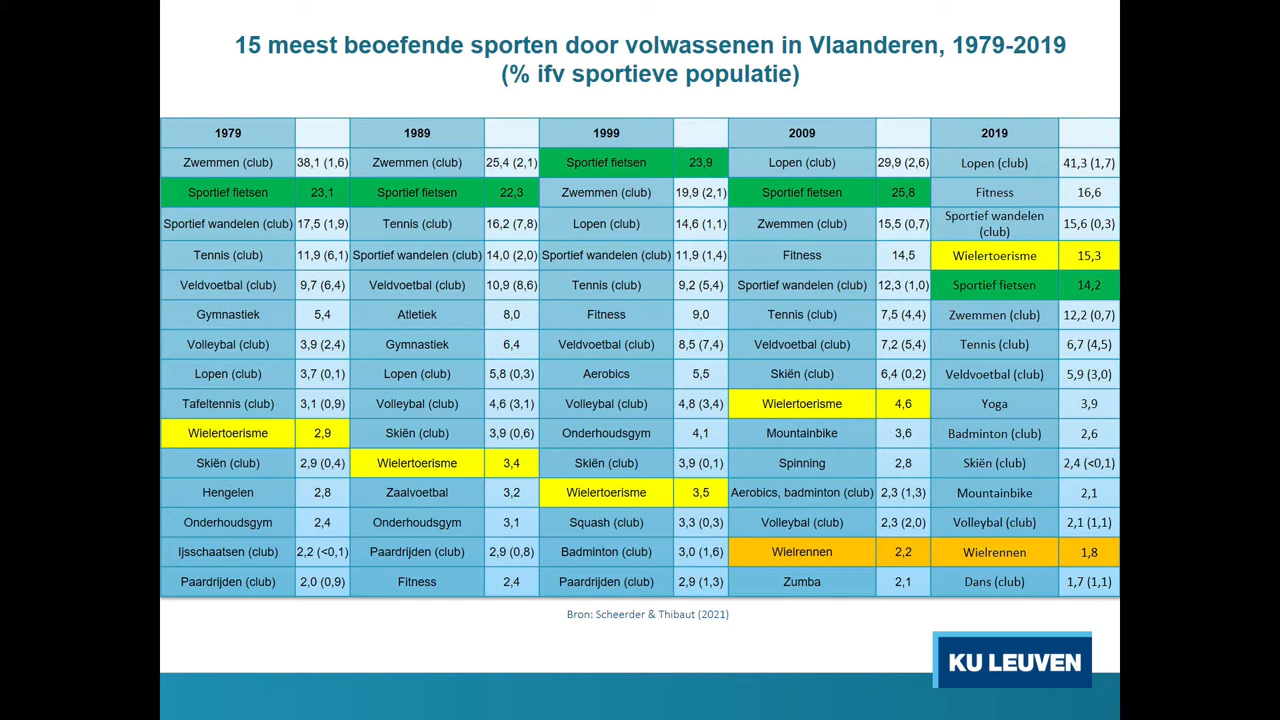 15 meest beoefende sporten door volwassenen in Vlaanderen, 1979-2019
(% ifv sportieve populatie)
1979 1989 1999 2009 2019
Zwemmen (club) 38,1 (1,6) Zwemmen (club) 25,4 (2,1) Sportief fietsen 23,9 Lopen (club) 29,9 (2,6) Lopen (club) 41,3 (1,7)
Sportief fietsen 23,1 Sportief fietsen 22,3 Zwemmen (club) 19,9 (2,1) Sportief fietsen 25,8 Fitness 16,6
Sportief wandelen (club) 17,5 (1,9) Tennis (club) 16,2 (7,8) Lopen (club) 14,6 (1,1) Zwemmen (club) 15,5 (0,7) Sportief wandelen (club) 15,6 (0,3)
Tennis (club) 11,9 (6,1) Sportief wandelen (club) 14,0 (2,0) Sportief wandelen (club) 11,9 (1,4) Fitness 14,5 Wielertoerisme 15,3
Veldvoetbal (club) 9,7 (6,4) Veldvoetbal (club) 10,9 (8,6) Tennis (club) 9,2 (5,4) Sportief wandelen (club) 12,3 (1,0) Sportief fietsen 14,2
Gymnastiek 5,4 Atletiek 8,0 Fitness 9,0 Tennis (club) 7,5 (4,4) Zwemmen (club) 12,2 (0,7)
Volleybal (club) 3,9 (2,4) Gymnastiek 6,4 Veldvoetbal (club) 8,5 (7,4) Veldvoetbal (club) 7,2 (5,4) Tennis (club) 6,7 (4,5)
Lopen (club) 3,7 (0,1) Lopen (club) 5,8 (0,3) Aerobics 5,5 Skiën (club) 6,4 (0,2) Veldvoetbal (club) 5,9 (3,0)
Tafeltennis (club) 3,1 (0,9) Volleybal (club) 4,6 (3,1) Volleybal (club) 4,8 (3,4) Wielertoerisme 4,6 Yoga 3,9
Wielertoerisme 2,9 Skiën (club) 3,9 (0,6) Onderhoudsgym 4,1 Mountainbike 3,6 Badminton (club) 2,6
Skiën (club) 2,9 (0,4) Wielertoerisme 3,4 Skiën (club) 3,9 (0,1) Spinning 2,8 Skiën (club) 2,4 (<0,1)
Hengelen 2,8 Zaalvoetbal 3,2 Wielertoerisme 3,5 Aerobics, badminton (club) 2,3 (1,3) Mountainbike 2,1
Onderhoudsgym 2,4 Onderhoudsgym 3,1 Squash (club) 3,3 (0,3) Volleybal (club) 2,3 (2,0) Volleybal (club) 2,1 (1,1)
Ijsschaatsen (club) 2,2 (<0,1) Paardrijden (club) 2,9 (0,8) Badminton (club) 3,0 (1,6) Wielrennen 2,2 Wielrennen 1,8
Paardrijden (club) 2,0 (0,9) Fitness 2,4 Paardrijden (club) 2,9 (1,3) Zumba 2,1 Dans (club) 1,7 (1,1)
Bron: Scheerder & Thibaut (2021)
KU LEUVEN